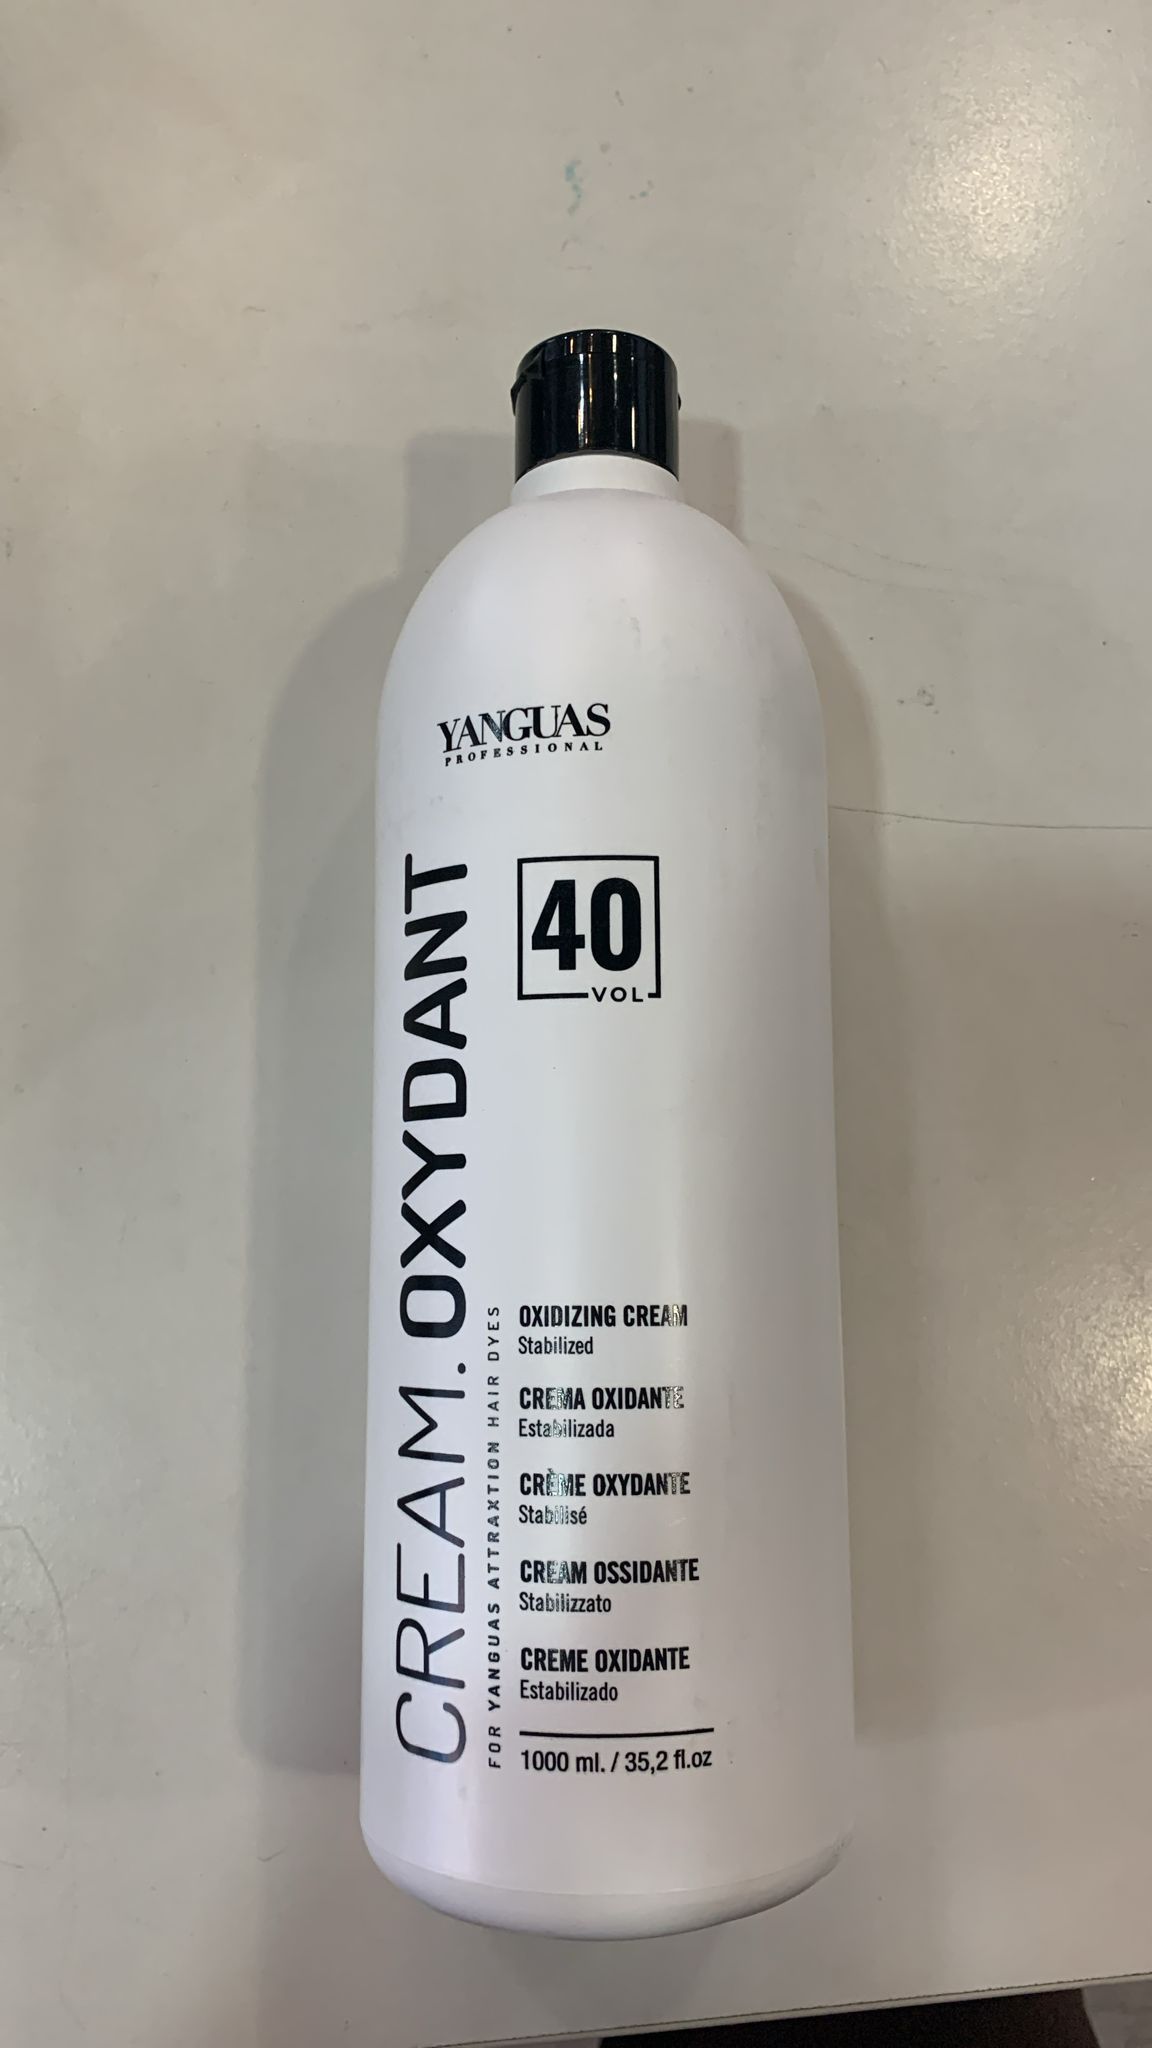 YANGUAS
PROFESSIONAL
40
VOL
CREAM.OXYDANT
FOR YANGUAS ATTRAXTION HAIR DYES
OXIDIZING CREAM
Stabilized
CREMA OXIDANTE
Estabilizada
CRÈME OXYDANTE
Stabilisé
CREAM OSSIDANTE
Stabilizzato
CREME OXIDANTE
Estabilizado
1000 ml. / 35,2 fl.oz